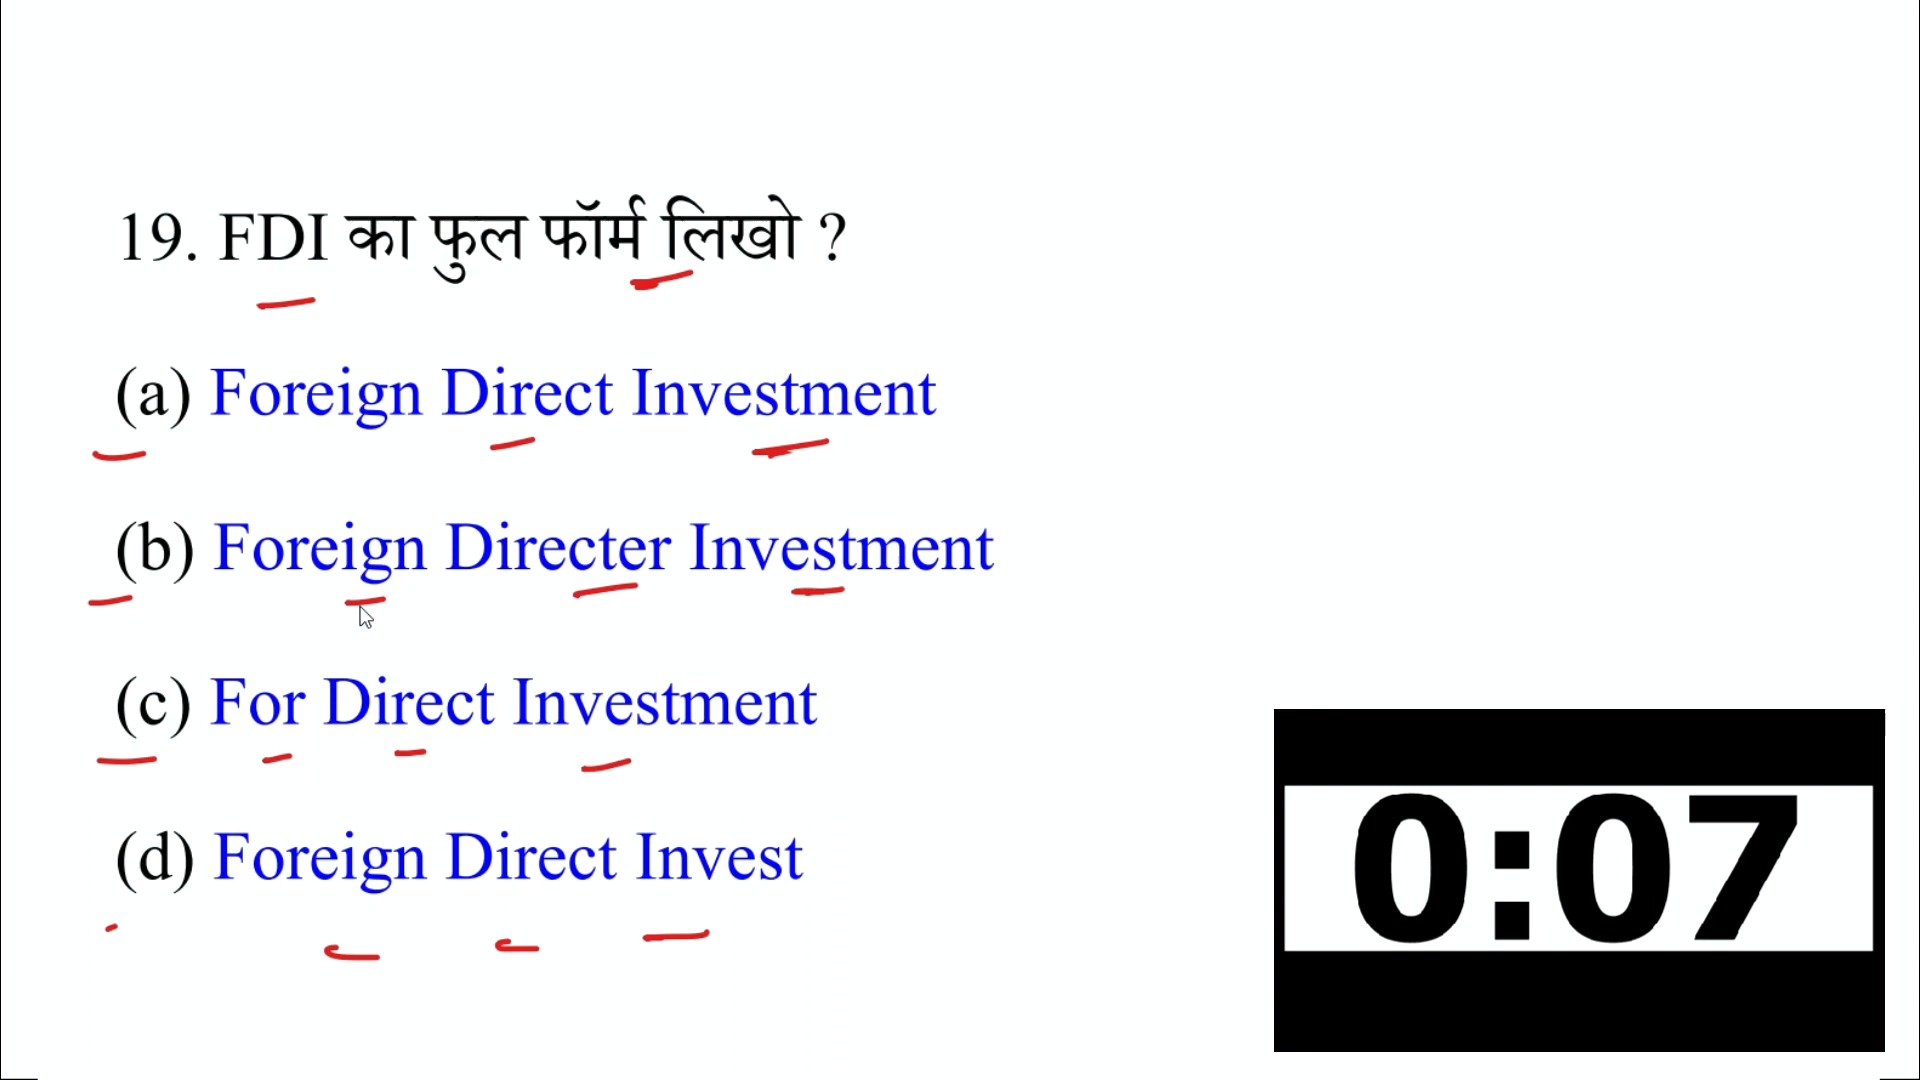 19. FDI का फुल फॉर्म लिखो ?
(a) Foreign Direct Investment
(b) Foreign Directer Investment
(c) For Direct Investment
(d) Foreign Direct Invest
0:07